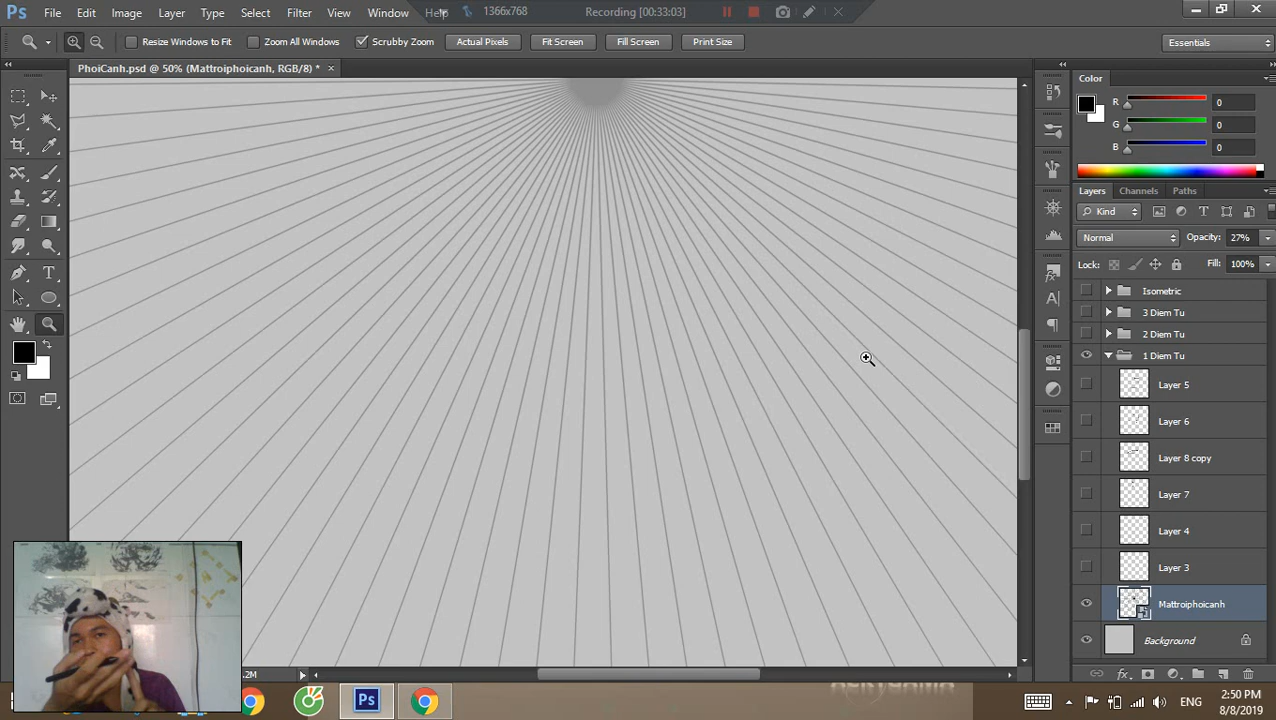 Ps File Edit Image Layer Type Select Filter View Window Help 1366x768 Recording [00:33:03]
Resize Windows to Fit Zoom All Windows Scrubby Zoom Actual Pixels Fit Screen Fill Screen Print Size Essentials
PhoiCanh.psd @ 50% (Mattroiphoicanh, RGB/8) *
Color
R 0
G 0
B 0
Layers Channels Paths
Kind
Normal Opacity: 27%
Lock: Fill: 100%
Isometric
3 Diem Tu
2 Diem Tu
1 Diem Tu
Layer 5
Layer 6
Layer 8 copy
Layer 7
Layer 4
Layer 3
Mattroiphoicanh
Background
Ps
ENG
2:50 PM
8/8/2019